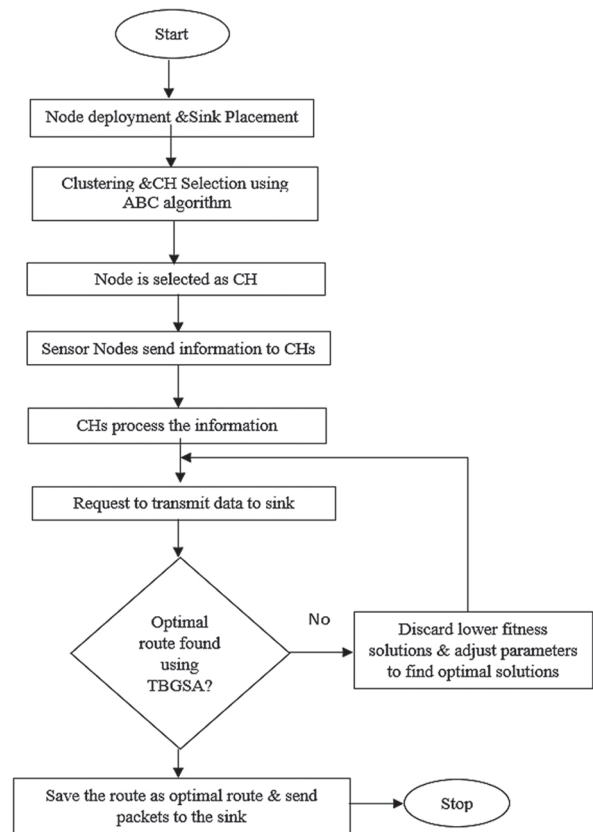 Start
Node deployment &Sink Placement
Clustering &CH Selection using
ABC algorithm
Node is selected as CH
Sensor Nodes send information to CHs
CHs process the information
Request to transmit data to sink
Optimal
route found
using
TBGSA?
No
Discard lower fitness
solutions & adjust parameters
to find optimal solutions
Save the route as optimal route & send
packets to the sink
Stop